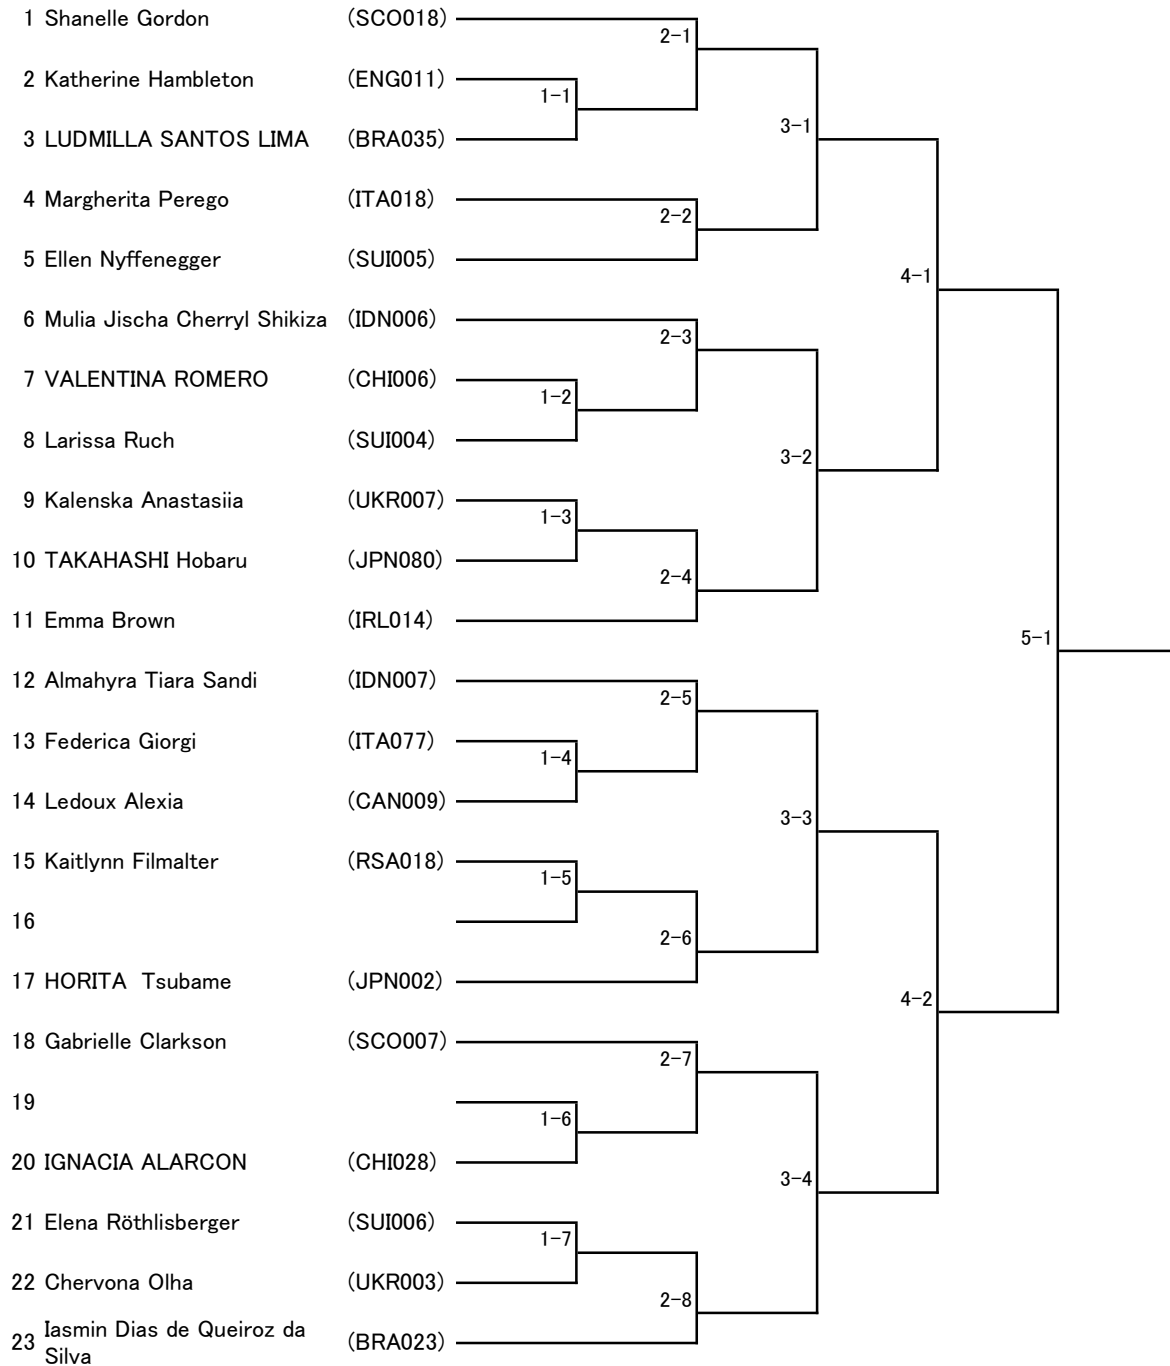 1 Shanelle Gordon (SCO018)
2-1
2 Katherine Hambleton (ENG011)
1-1
3 LUDMILLA SANTOS LIMA (BRA035)
3-1
4 Margherita Perego (ITA018)
2-2
5 Ellen Nyffenegger (SUI005)
4-1
6 Mulia Jischa Cherryl Shikiza (IDN006)
2-3
7 VALENTINA ROMERO (CHI006)
1-2
8 Larissa Ruch (SUI004)
3-2
9 Kalenska Anastasiia (UKR007)
1-3
10 TAKAHASHI Hobaru (JPN080)
2-4
11 Emma Brown (IRL014)
5-1
12 Almahyra Tiara Sandi (IDN007)
2-5
13 Federica Giorgi (ITA077)
1-4
14 Ledoux Alexia (CAN009)
3-3
15 Kaitlynn Filmalter (RSA018)
1-5
16
2-6
17 HORITA Tsubame (JPN002)
4-2
18 Gabrielle Clarkson (SCO007)
2-7
19
1-6
20 IGNACIA ALARCON (CHI028)
3-4
21 Elena Röthlisberger (SUI006)
1-7
22 Chervona Olha (UKR003)
2-8
23 Iasmin Dias de Queiroz da
Silva (BRA023)